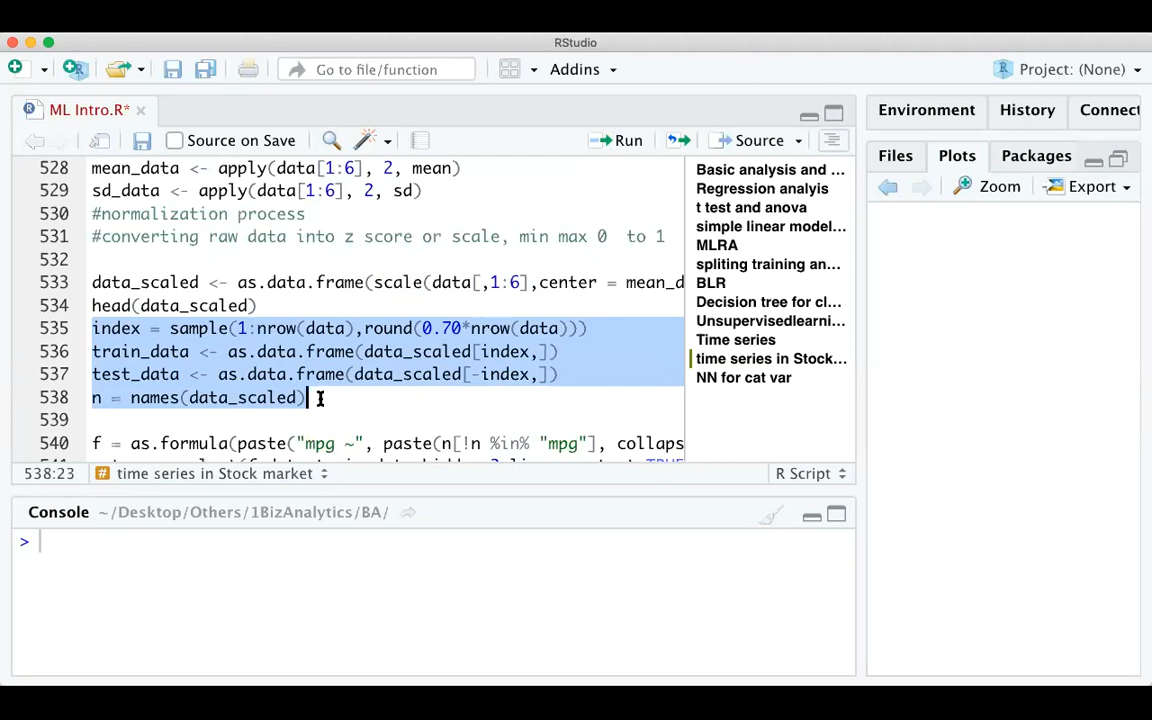 RStudio
Go to file/function
Addins
Project: (None)
ML Intro.R*
Source on Save
Run
Source
528 mean_data <- apply(data[1:6], 2, mean)
529 sd_data <- apply(data[1:6], 2, sd)
530 #normalization process
531 #converting raw data into z score or scale, min max 0 to 1
532
533 data_scaled <- as.data.frame(scale(data[,1:6],center = mean_d
534 head(data_scaled)
535 index = sample(1:nrow(data),round(0.70*nrow(data)))
536 train_data <- as.data.frame(data_scaled[index,])
537 test_data <- as.data.frame(data_scaled[-index,])
538 n = names(data_scaled)
539
540 f = as.formula(paste("mpg ~", paste(n[!n %in% "mpg"], collaps
Basic analysis and ...
Regression analyis
t test and anova
simple linear model...
MLRA
spliting training an...
BLR
Decision tree for cl...
Unsupervisedlearni...
Time series
time series in Stock...
NN for cat var
538:23
# time series in Stock market
R Script
Console ~/Desktop/Others/1BizAnalytics/BA/
>
Environment
History
Connect
Files
Plots
Packages
Zoom
Export